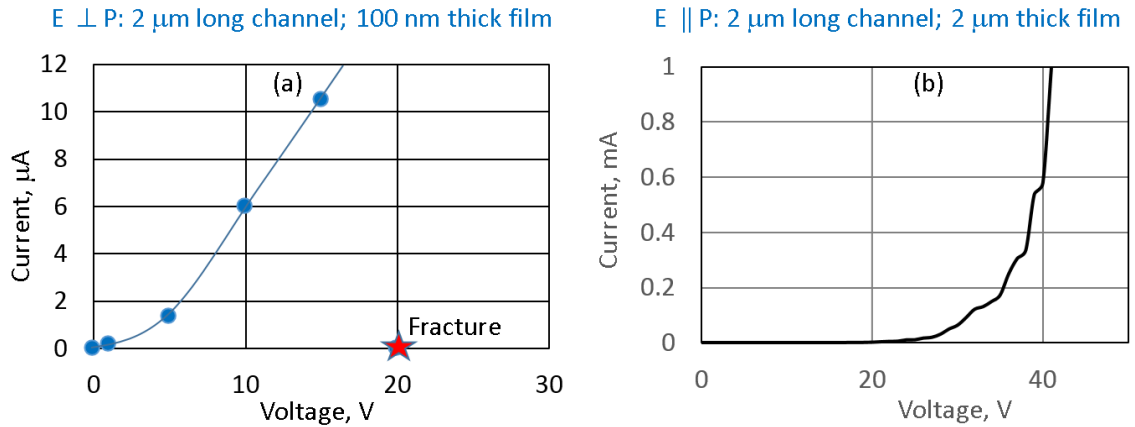 E ⊥ P: 2 μm long channel; 100 nm thick film
(a)
12
10
8
6
4
2
0
Current, μA
Fracture
0 10 20 30
Voltage, V
E ∥ P: 2 μm long channel; 2 μm thick film
(b)
1
0.8
0.6
0.4
0.2
0
Current, mA
0 20 40
Voltage, V